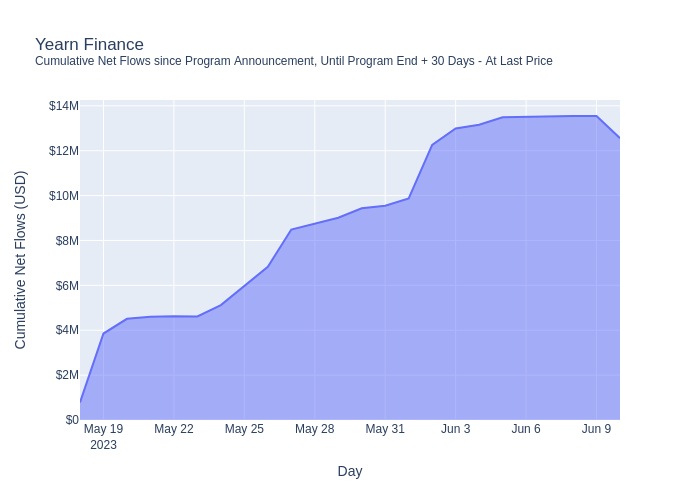 Yearn Finance
Cumulative Net Flows since Program Announcement, Until Program End + 30 Days - At Last Price
Cumulative Net Flows (USD)
$14M
$12M
$10M
$8M
$6M
$4M
$2M
$0
May 19
2023
May 22
May 25
May 28
May 31
Jun 3
Jun 6
Jun 9
Day